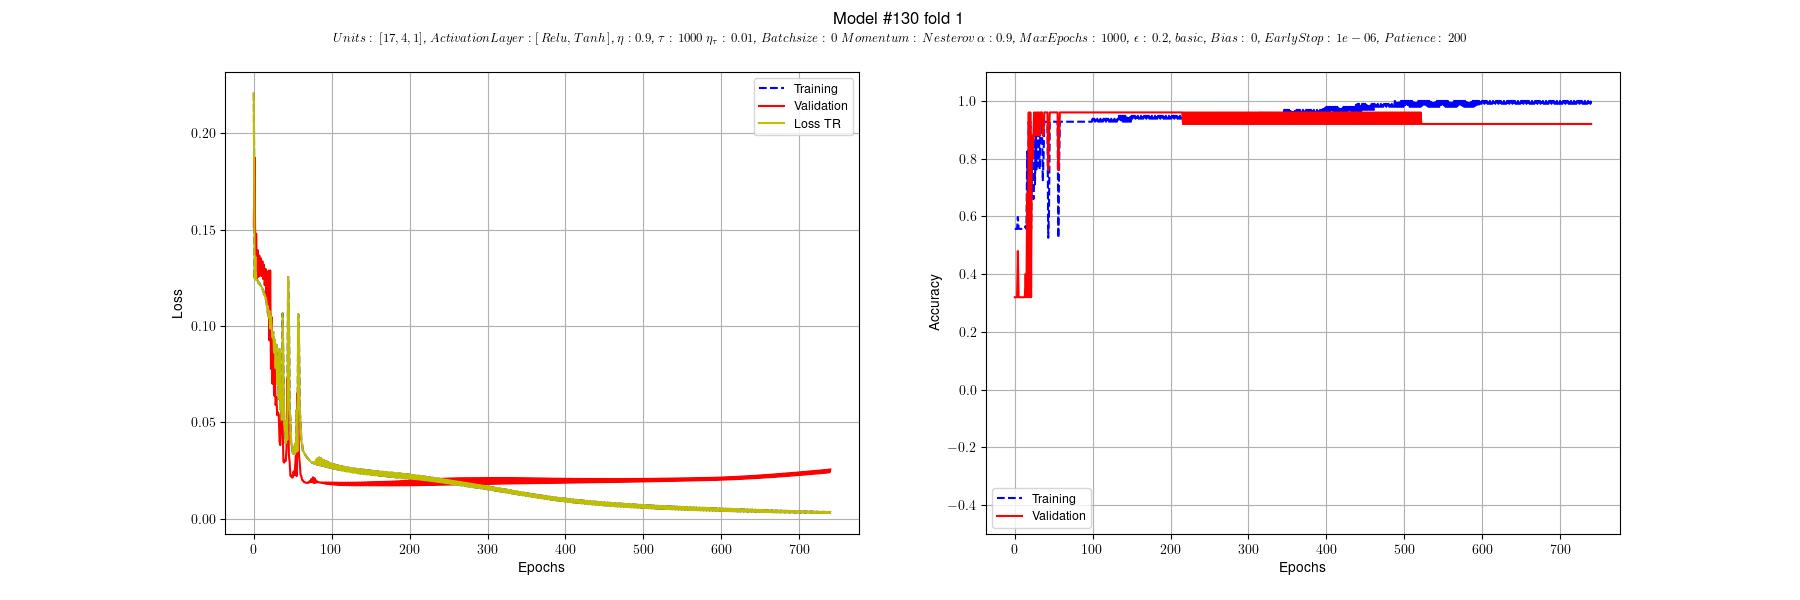 Model #130 fold 1
Units : [17, 4, 1], ActivationLayer : [ Relu, Tanh], η : 0.9, τ : 1000 η_τ : 0.01, Batchsize : 0 Momentum : Nesterov α : 0.9, MaxEpochs : 1000, ϵ : 0.2, basic, Bias : 0, EarlyStop : 1e − 06, Patience : 200
Training
Validation
Loss TR
0.20
0.15
0.10
0.05
0.00
Loss
0 100 200 300 400 500 600 700
Epochs
1.0
0.8
0.6
0.4
0.2
0.0
−0.2
−0.4
Accuracy
Training
Validation
0 100 200 300 400 500 600 700
Epochs